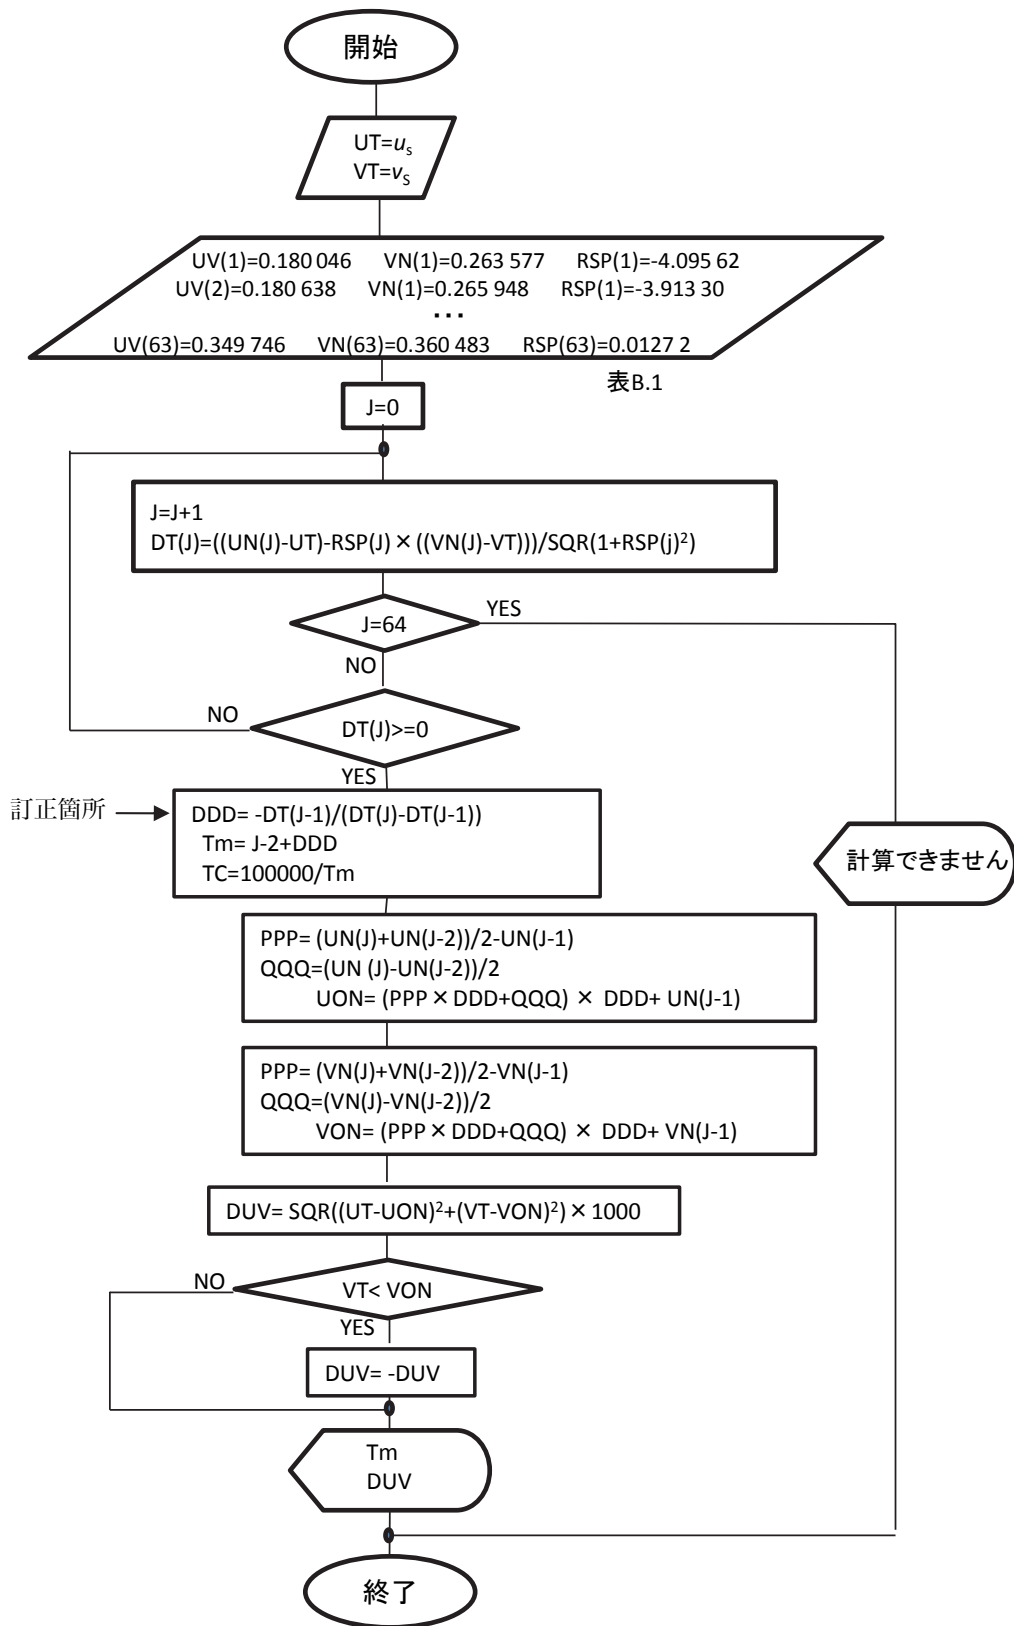 開始
UT=uₛ
VT=vₛ
UV(1)=0.180 046 VN(1)=0.263 577 RSP(1)=-4.095 62
UV(2)=0.180 638 VN(1)=0.265 948 RSP(1)=-3.913 30
・・・
UV(63)=0.349 746 VN(63)=0.360 483 RSP(63)=0.0127 2
表B.1
J=0
J=J+1
DT(J)=((UN(J)-UT)-RSP(J)×((VN(J)-VT)))/SQR(1+RSP(j)²)
J=64
YES
NO
DT(J)>=0
NO
YES
訂正箇所
DDD= -DT(J-1)/(DT(J)-DT(J-1))
Tm= J-2+DDD
TC=100000/Tm
計算できません
PPP= (UN(J)+UN(J-2))/2-UN(J-1)
QQQ=(UN (J)-UN(J-2))/2
UON= (PPP×DDD+QQQ) × DDD+ UN(J-1)
PPP= (VN(J)+VN(J-2))/2-VN(J-1)
QQQ=(VN(J)-VN(J-2))/2
VON= (PPP×DDD+QQQ) × DDD+ VN(J-1)
DUV= SQR((UT-UON)²+(VT-VON)²)×1000
VT< VON
NO
YES
DUV= -DUV
Tm
DUV
終了